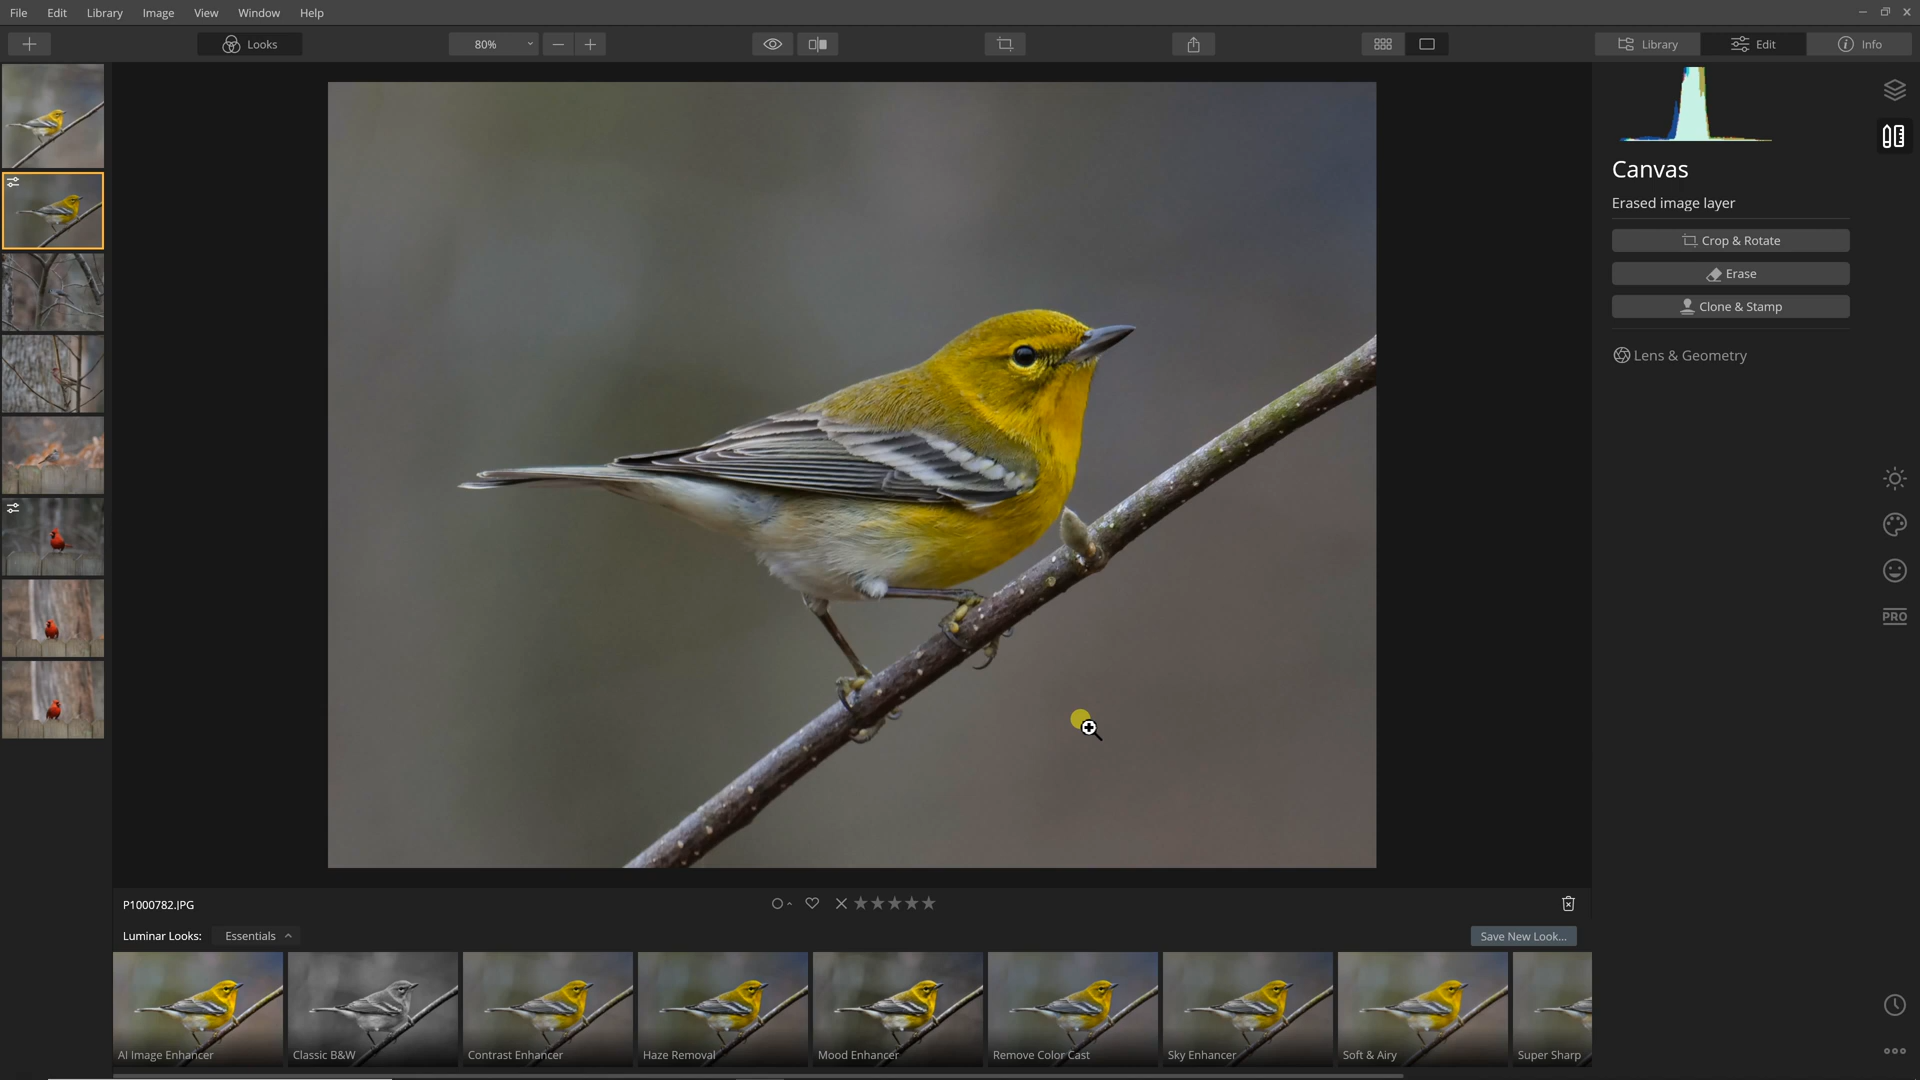 File Edit Library Image View Window Help
Looks 80% Library Edit Info
Canvas
Erased image layer
Crop & Rotate
Erase
Clone & Stamp
Lens & Geometry
PRO
P1000782.JPG
Luminar Looks: Essentials Save New Look...
AI Image Enhancer Classic B&W Contrast Enhancer Haze Removal Mood Enhancer Remove Color Cast Sky Enhancer Soft & Airy Super Sharp